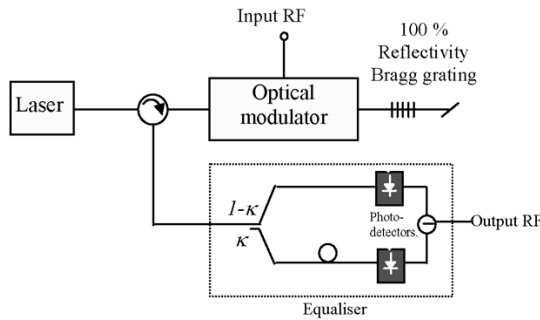 Input RF
100 %
Reflectivity
Bragg grating
Laser
Optical
modulator
1-κ
κ
Photo-
detectors.
Output RF
Equaliser